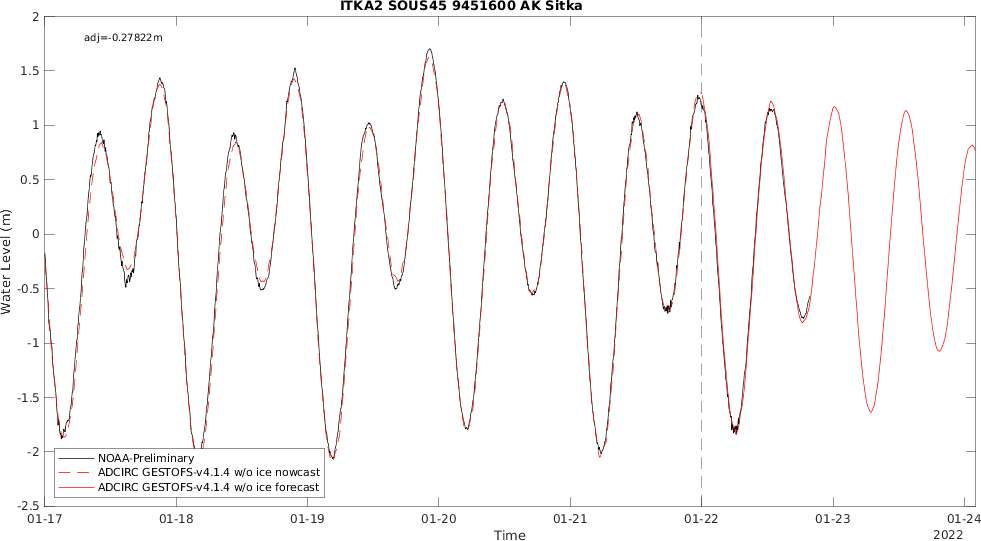 ITKA2 SOUS45 9451600 AK Sitka
adj=-0.27822m
2
1.5
1
0.5
0
-0.5
-1
-1.5
-2
-2.5
Water Level (m)
NOAA-Preliminary
ADCIRC GESTOFS-v4.1.4 w/o ice nowcast
ADCIRC GESTOFS-v4.1.4 w/o ice forecast
01-17 01-18 01-19 01-20 01-21 01-22 01-23 01-24
Time
2022